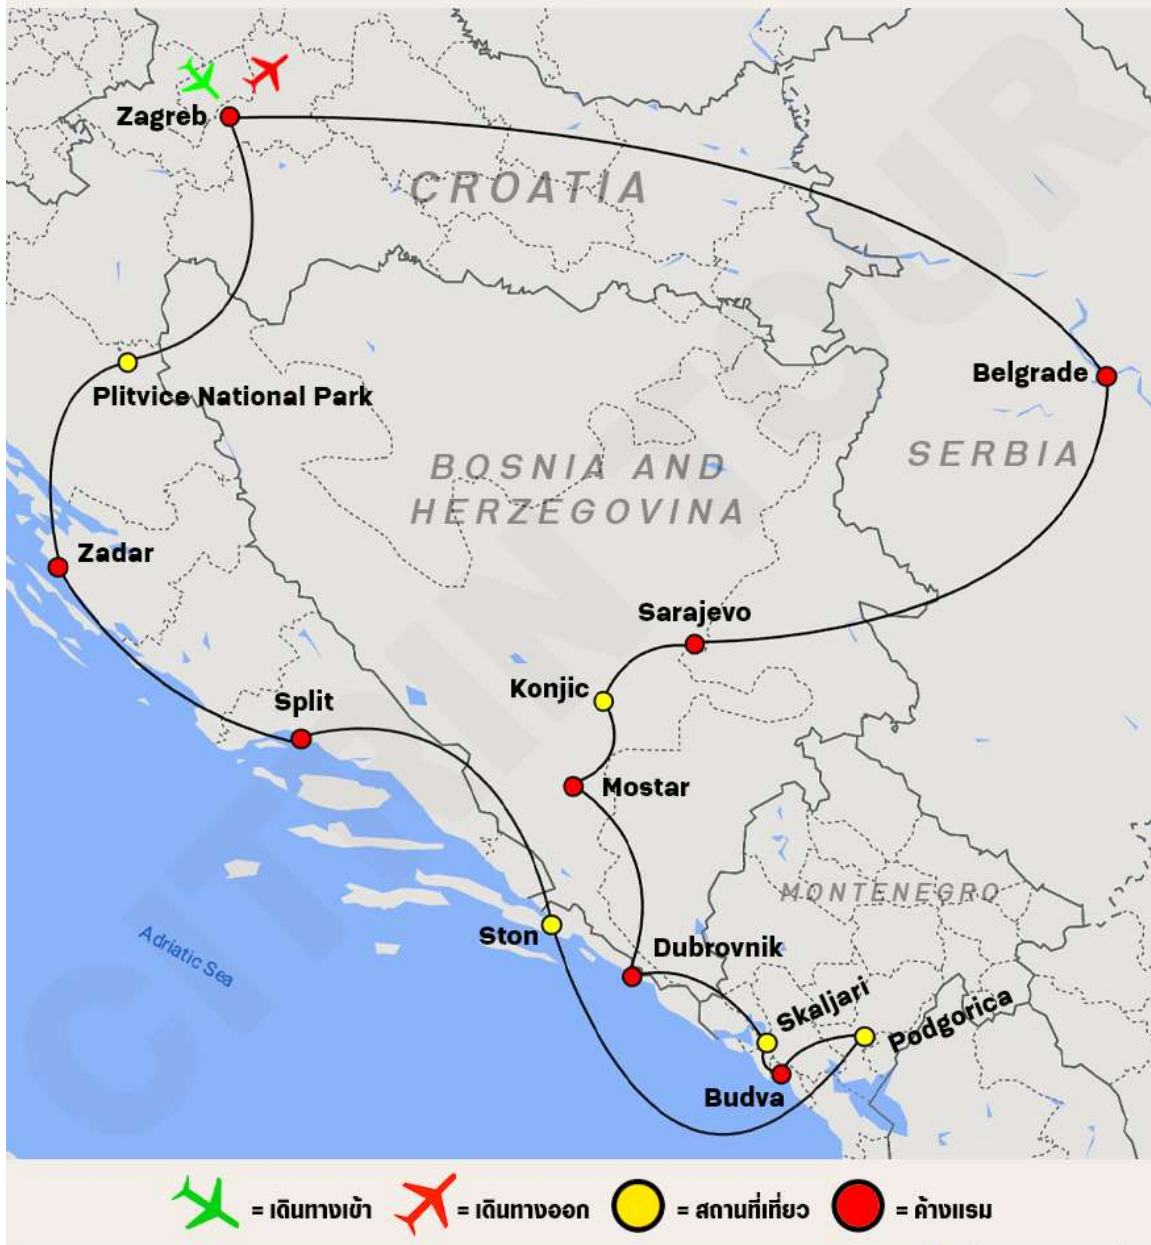 Zagreb
CROATIA
Plitvice National Park
Belgrade
SERBIA
BOSNIA AND
HERZEGOVINA
Zadar
Sarajevo
Konjic
Split
Mostar
MONTENEGRO
Ston
Dubrovnik
Adriatic Sea
Skaljari
Podgorica
Budva
CITISIN TOUR
= เดินทางเข้า = เดินทางออก = สถานที่เที่ยว = ค้างแรม